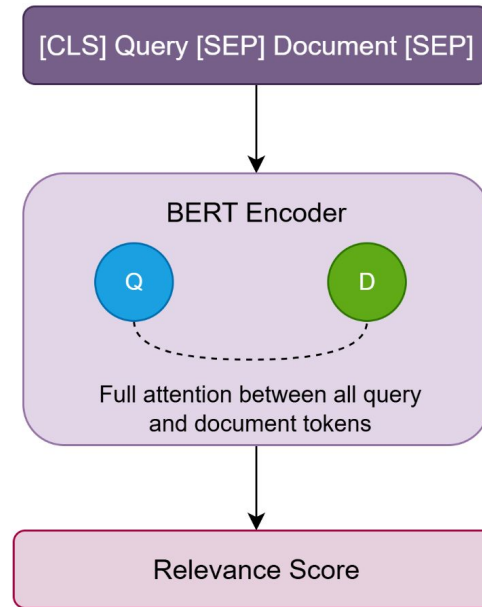 [CLS] Query [SEP] Document [SEP]
BERT Encoder
Q
D
Full attention between all query
and document tokens
Relevance Score